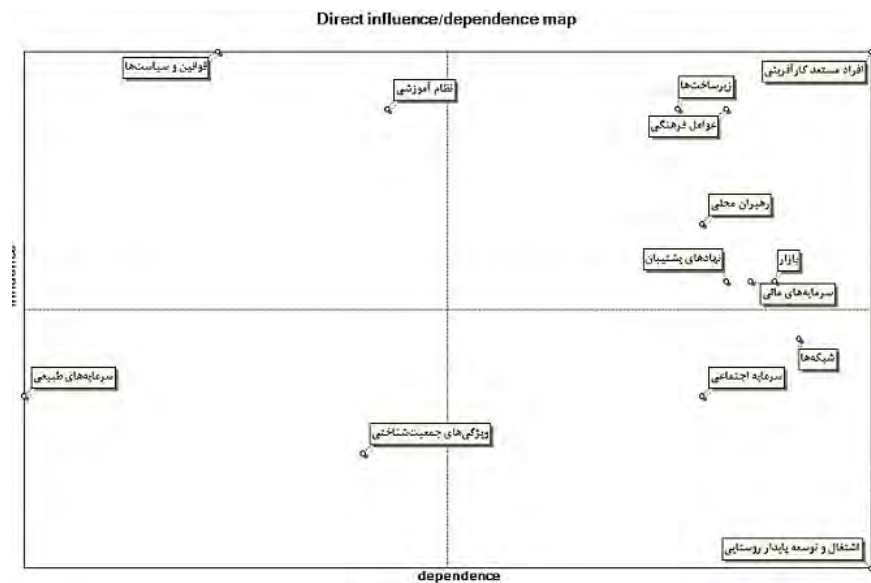 Direct influence/dependence map
قوانین و سیاست‌ها
نظام آموزشی
زیرساخت‌ها
افراد مستعد کارآفرینی
عوامل فرهنگی
رهبران محلی
نهادهای پشتیبان
بازار
سرمایه‌های مالی
شبکه‌ها
سرمایه‌های طبیعی
سرمایه اجتماعی
ویژگی‌های جمعیت‌شناختی
اشتغال و توسعه پایدار روستایی
dependence